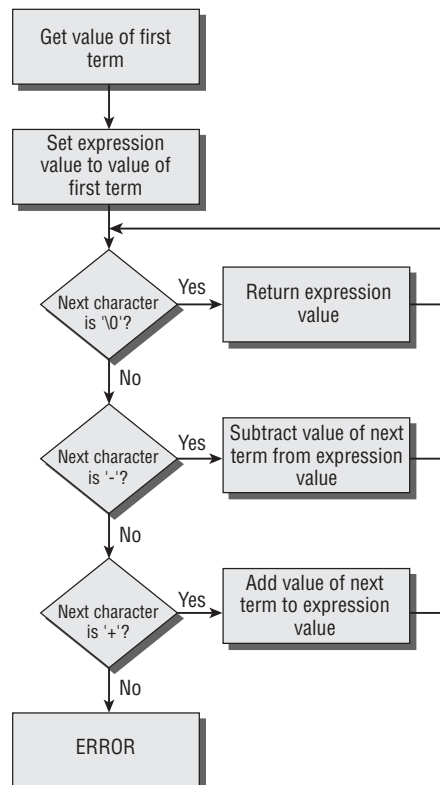 Get value of first
term
Set expression
value to value of
first term
Next character
is '\0'?
Yes
Return expression
value
No
Next character
is '-'?
Yes
Subtract value of next
term from expression
value
No
Next character
is '+'?
Yes
Add value of next
term to expression
value
No
ERROR